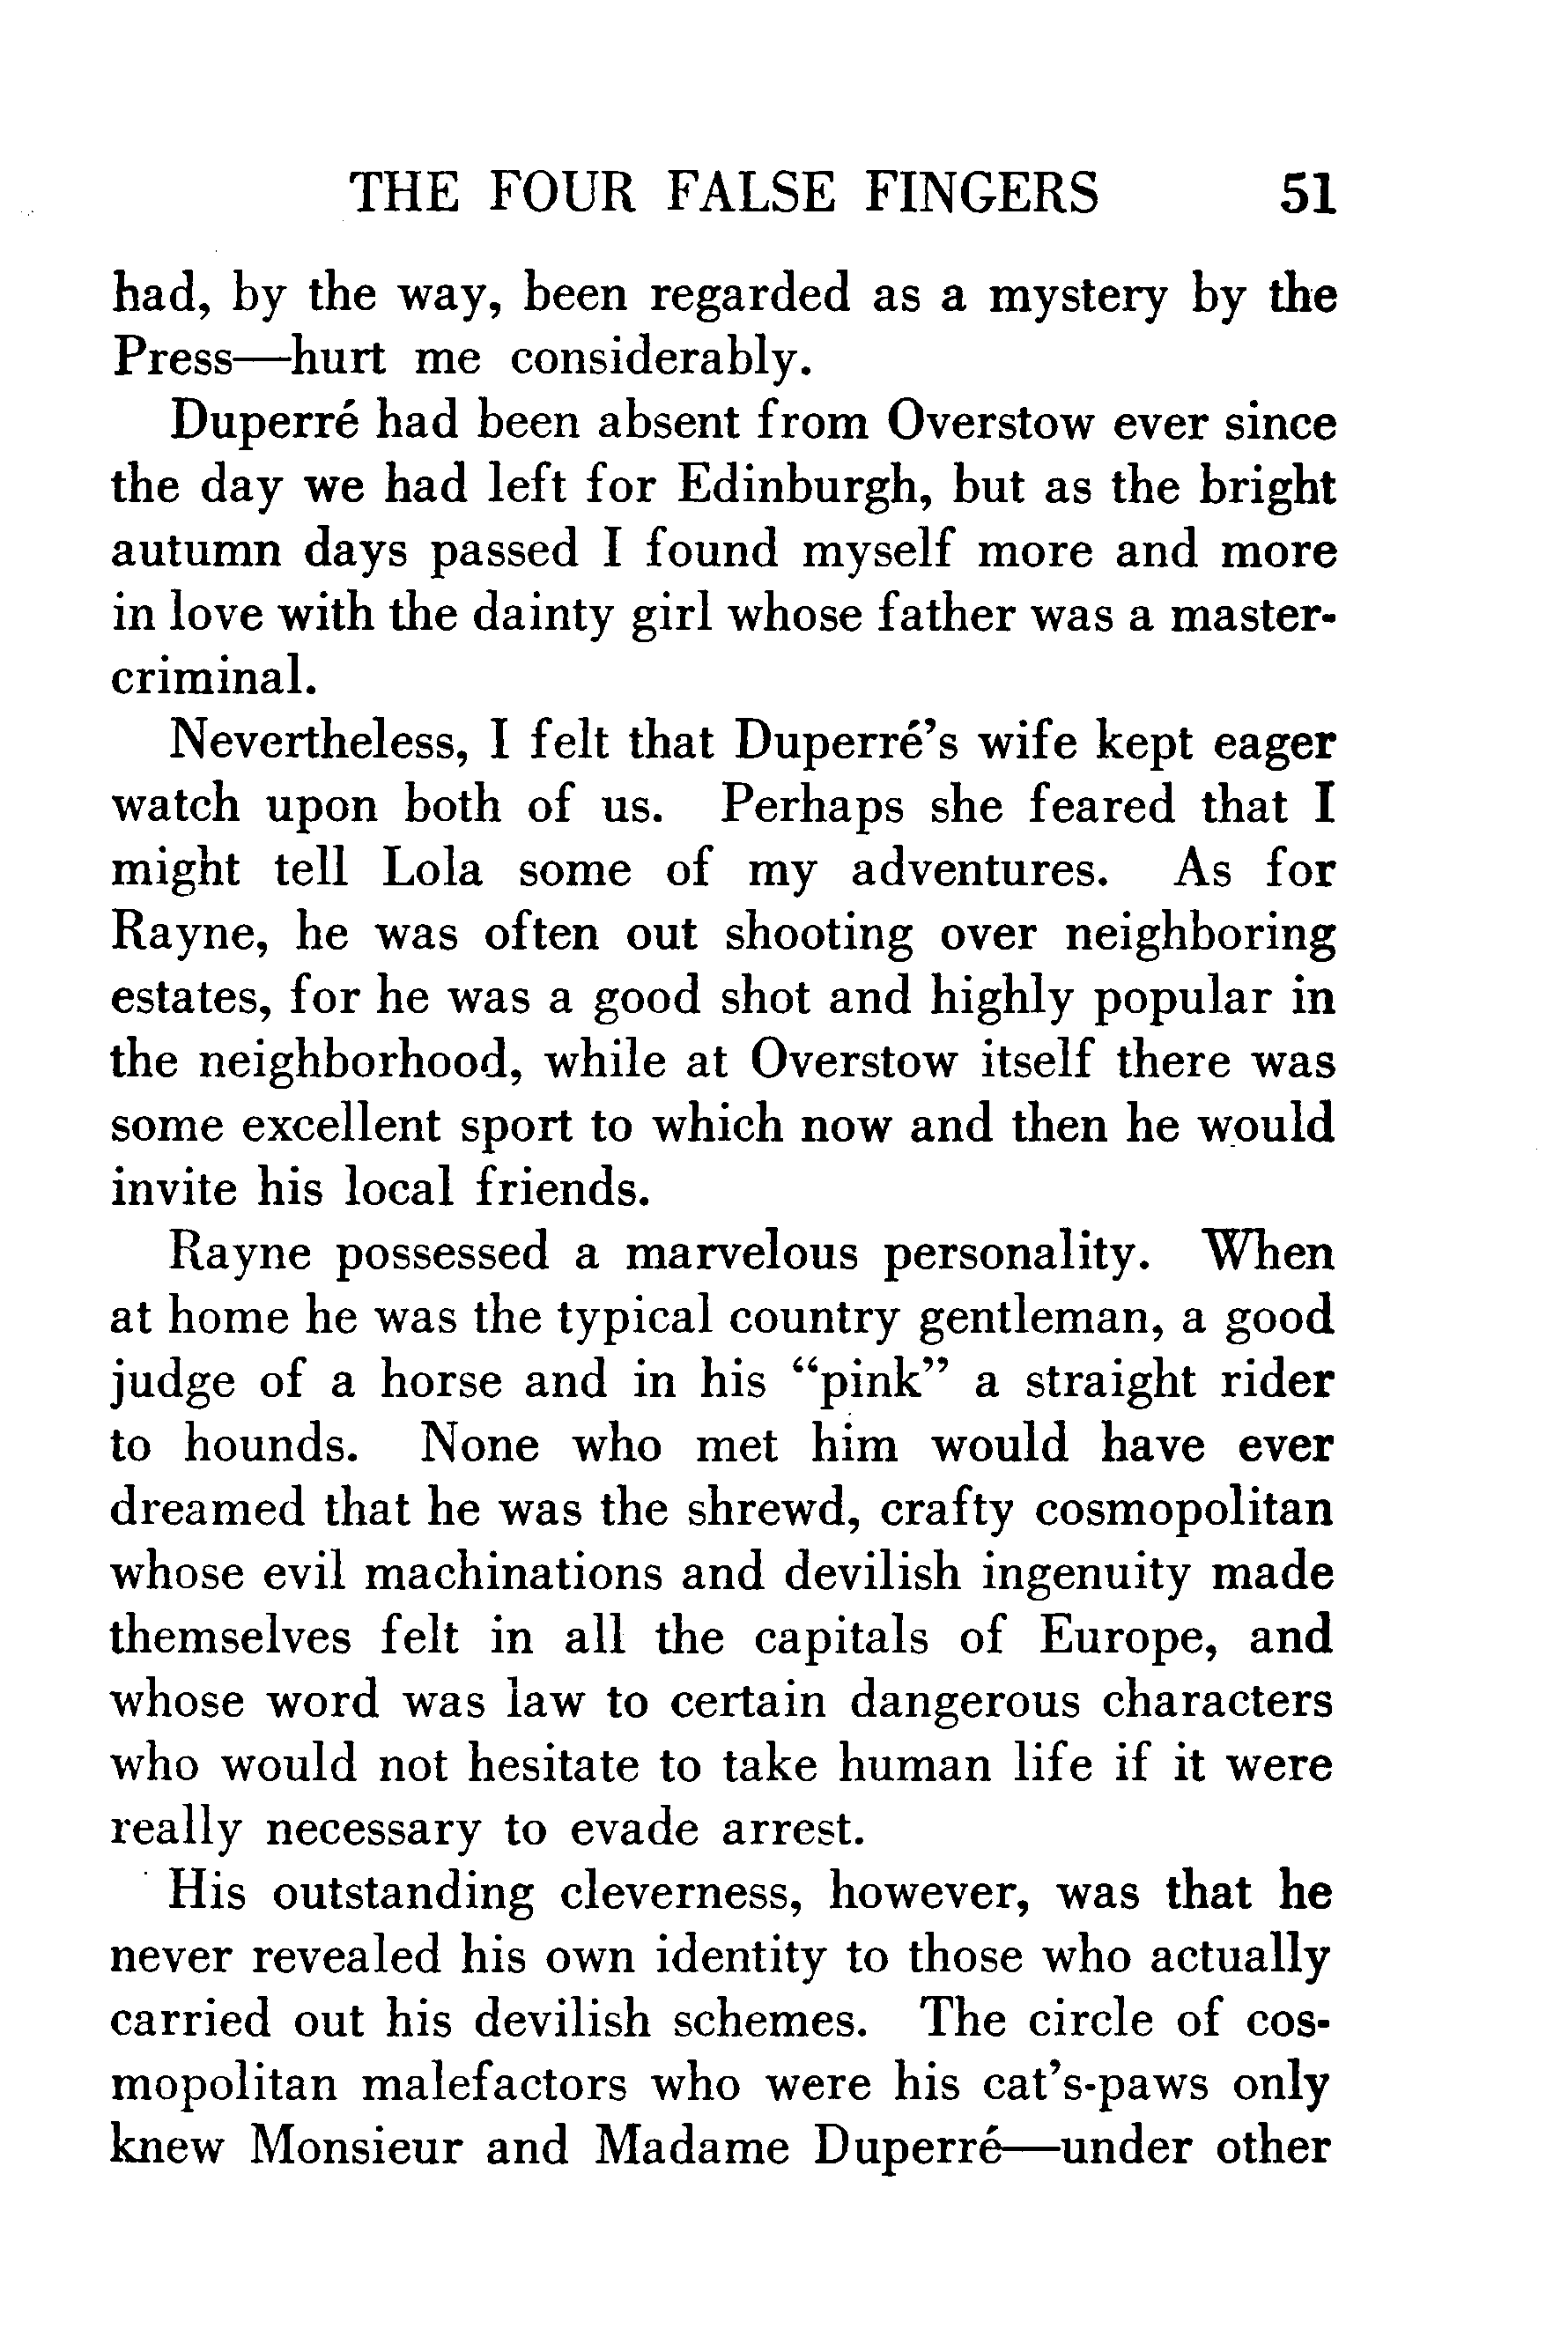 THE FOUR FALSE FINGERS 51
had, by the way, been regarded as a mystery by the
Press—hurt me considerably.
Duperré had been absent from Overstow ever since
the day we had left for Edinburgh, but as the bright
autumn days passed I found myself more and more
in love with the dainty girl whose father was a master-
criminal.
Nevertheless, I felt that Duperré's wife kept eager
watch upon both of us. Perhaps she feared that I
might tell Lola some of my adventures. As for
Rayne, he was often out shooting over neighboring
estates, for he was a good shot and highly popular in
the neighborhood, while at Overstow itself there was
some excellent sport to which now and then he would
invite his local friends.
Rayne possessed a marvelous personality. When
at home he was the typical country gentleman, a good
judge of a horse and in his “pink” a straight rider
to hounds. None who met him would have ever
dreamed that he was the shrewd, crafty cosmopolitan
whose evil machinations and devilish ingenuity made
themselves felt in all the capitals of Europe, and
whose word was law to certain dangerous characters
who would not hesitate to take human life if it were
really necessary to evade arrest.
His outstanding cleverness, however, was that he
never revealed his own identity to those who actually
carried out his devilish schemes. The circle of cos-
mopolitan malefactors who were his cat's-paws only
knew Monsieur and Madame Duperré—under other